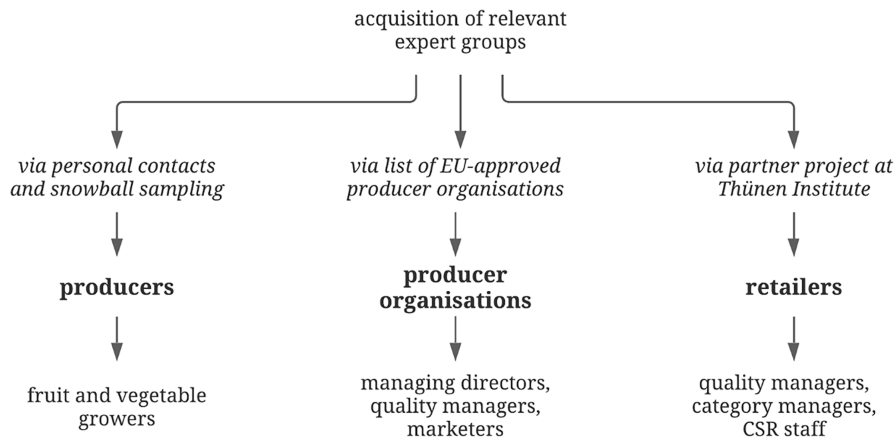 acquisition of relevant
expert groups
via personal contacts
and snowball sampling
via list of EU-approved
producer organisations
via partner project at
Thünen Institute
producers
producer
organisations
retailers
fruit and vegetable
growers
managing directors,
quality managers,
marketers
quality managers,
category managers,
CSR staff